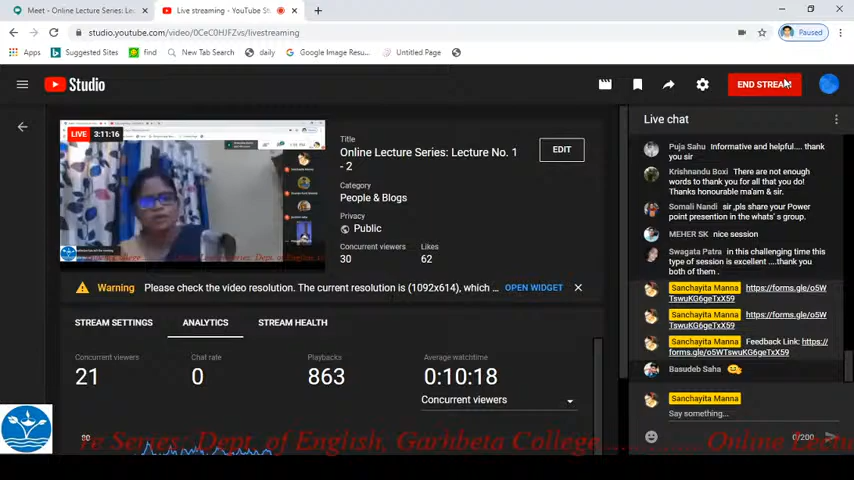 Meet - Online Lecture Series: Lec
Live streaming - YouTube St
studio.youtube.com/video/0CeC0HJFZvs/livestreaming
Paused
Apps
Suggested Sites
find
New Tab Search
daily
Google Image Resu...
Untitled Page
Studio
END STREAM
LIVE 3:11:16
Title
Online Lecture Series: Lecture No. 1
- 2
EDIT
Category
People & Blogs
Privacy
Public
Concurrent viewers
Likes
30
62
Warning Please check the video resolution. The current resolution is (1092x614), which ... OPEN WIDGET
STREAM SETTINGS
ANALYTICS
STREAM HEALTH
Concurrent viewers
Chat rate
Playbacks
Average watchtime
21
0
863
0:10:18
Concurrent viewers
Live chat
Puja Sahu Informative and helpful.... thank
you sir
Krishnandu Boxi There are not enough
words to thank you for all that you do!
Thanks honourable ma'am & sir.
Somali Nandi sir ,pls share your Power
point presention in the whats's group.
MEHER SK nice session
Swagata Patra in this challenging time this
type of session is excellent ....thank you
both of them .
Sanchayita Manna https://forms.gle/o5W
TswuKG6geTxX59
Sanchayita Manna https://forms.gle/o5W
TswuKG6geTxX59
Sanchayita Manna Feedback Link: https://
forms.gle/o5WTswuKG6geTxX59
Basudeb Saha
Sanchayita Manna
Say something...
0/200
Series: Dept. of English, Garhbeta College .............. Online Lectu